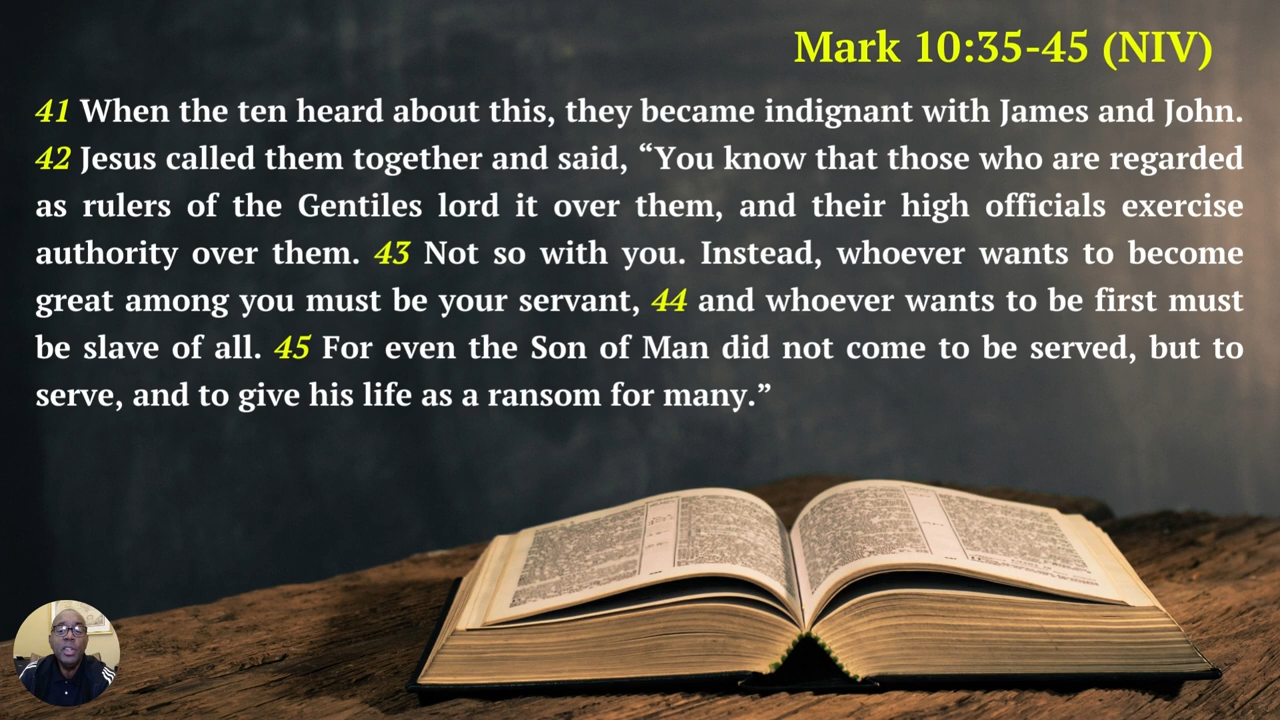 Mark 10:35-45 (NIV)
41 When the ten heard about this, they became indignant with James and John.
42 Jesus called them together and said, “You know that those who are regarded
as rulers of the Gentiles lord it over them, and their high officials exercise
authority over them. 43 Not so with you. Instead, whoever wants to become
great among you must be your servant, 44 and whoever wants to be first must
be slave of all. 45 For even the Son of Man did not come to be served, but to
serve, and to give his life as a ransom for many.”